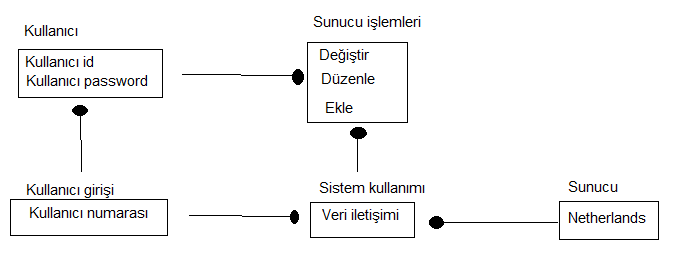 Kullanıcı
Kullanıcı id
Kullanıcı password
Sunucu işlemleri
Değiştir
Düzenle
Ekle
Kullanıcı girişi
Kullanıcı numarası
Sistem kullanımı
Veri iletişimi
Sunucu
Netherlands